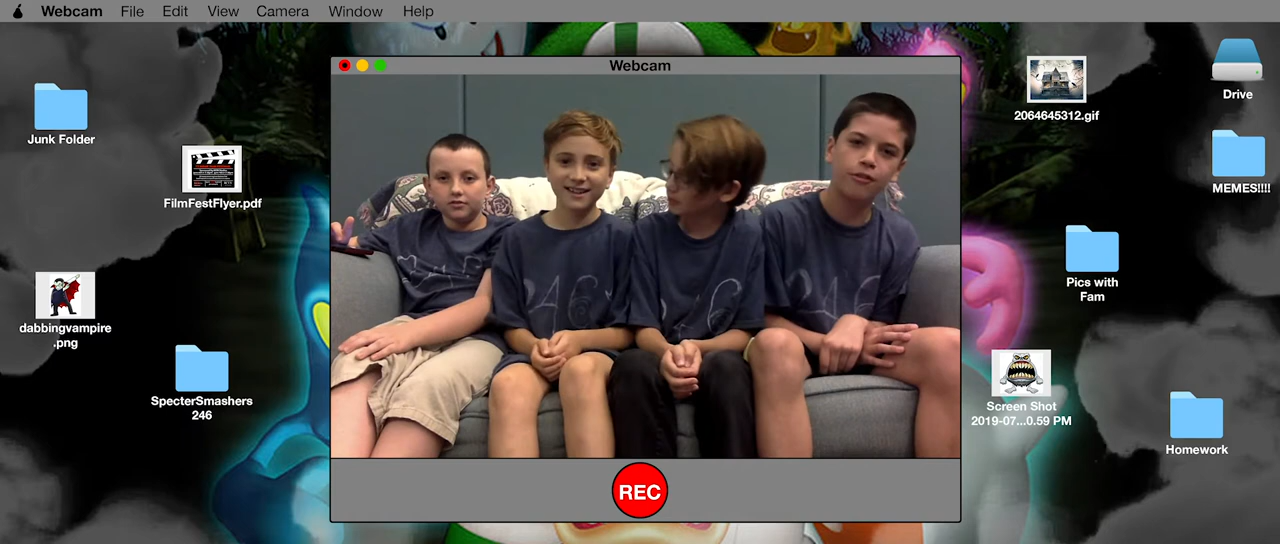 Webcam File Edit View Camera Window Help
Webcam
Junk Folder
FilmFestFlyer.pdf
2064645312.gif
Drive
MEMES!!!!
dabbingvampire
.png
SpecterSmashers
246
Pics with
Fam
Screen Shot
2019-07...0.59 PM
Homework
REC